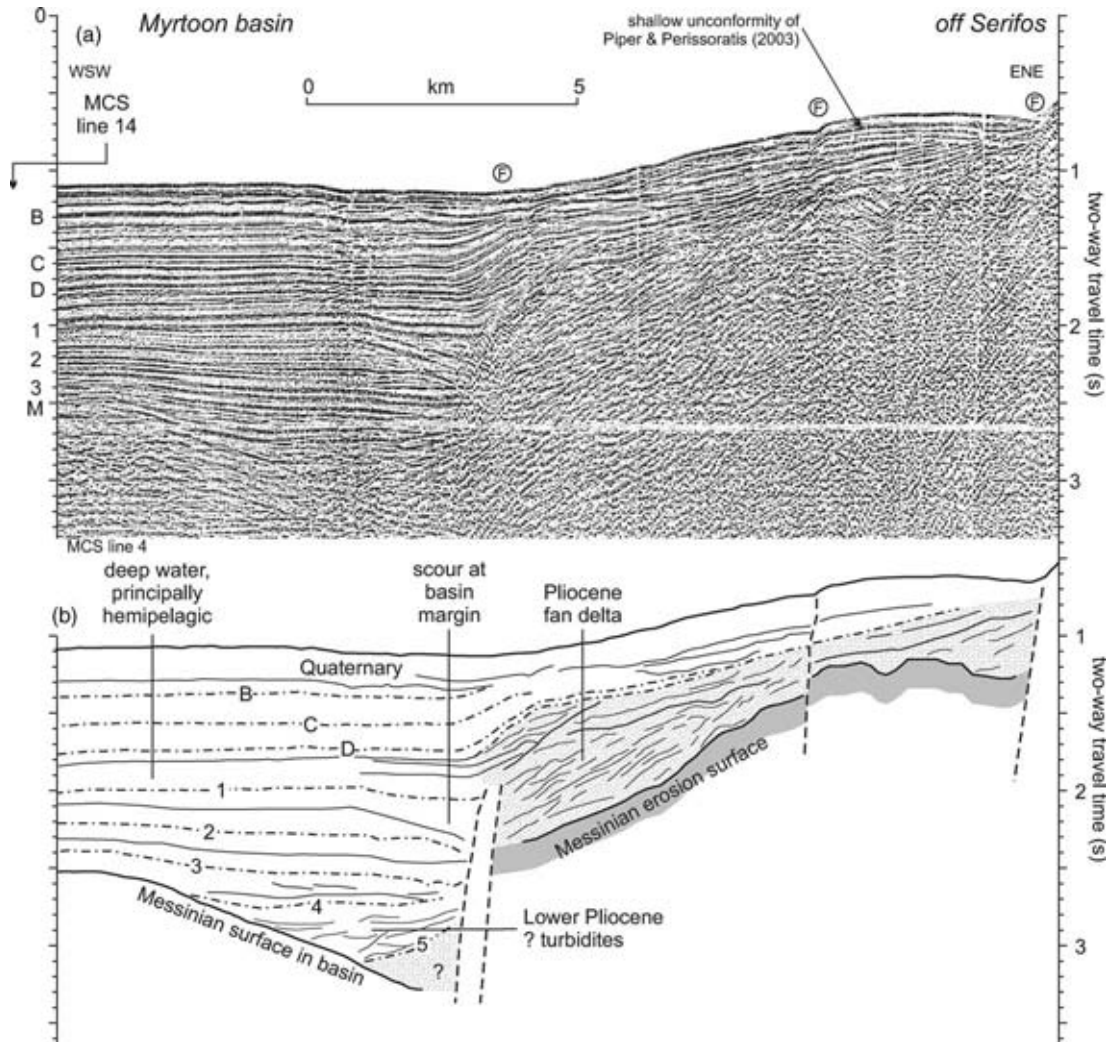 0
(a)
Myrtoon basin
shallow unconformity of
Piper & Perissoratis (2003)
off Serifos
WSW
0
km
5
ENE
MCS
line 14
F
F
F
1
B
C
D
1
2
3
M
2
3
two-way travel time (s)
MCS line 4
deep water,
principally
hemipelagic
scour at
basin
margin
Pliocene
fan delta
(b)
1
1
Quaternary
B
C
D
1
2
2
2
3
4
5
?
Messinian erosion surface
Messinian surface in basin
Lower Pliocene
? turbidites
3
3
two-way travel time (s)